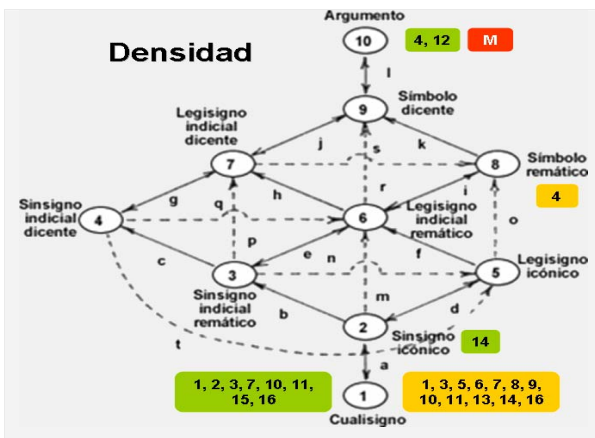 Argumento
10
4, 12
M
Densidad
l
9
Símbolo
dicente
Legisigno
indicial
dicente
j
s
k
7
8
Símbolo
remático
4
r
i
g
q
h
Sinsigno
indicial
dicente
4
6
Legisigno
indicial
remático
o
p
e
n
f
c
3
5
Legisigno
icónico
Sinsigno
indicial
remático
m
b
d
2
Sinsigno
icónico
14
t
a
1, 2, 3, 7, 10, 11,
15, 16
1
1, 3, 5, 6, 7, 8, 9,
10, 11, 13, 14, 16
Cualisigno